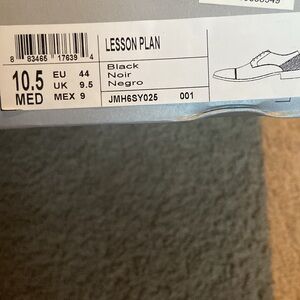 8 83465 17639 4
LESSON PLAN
10.5 EU 44
UK 9.5
MED MEX 9
Black
Noir
Negro
JMH6SY025 001